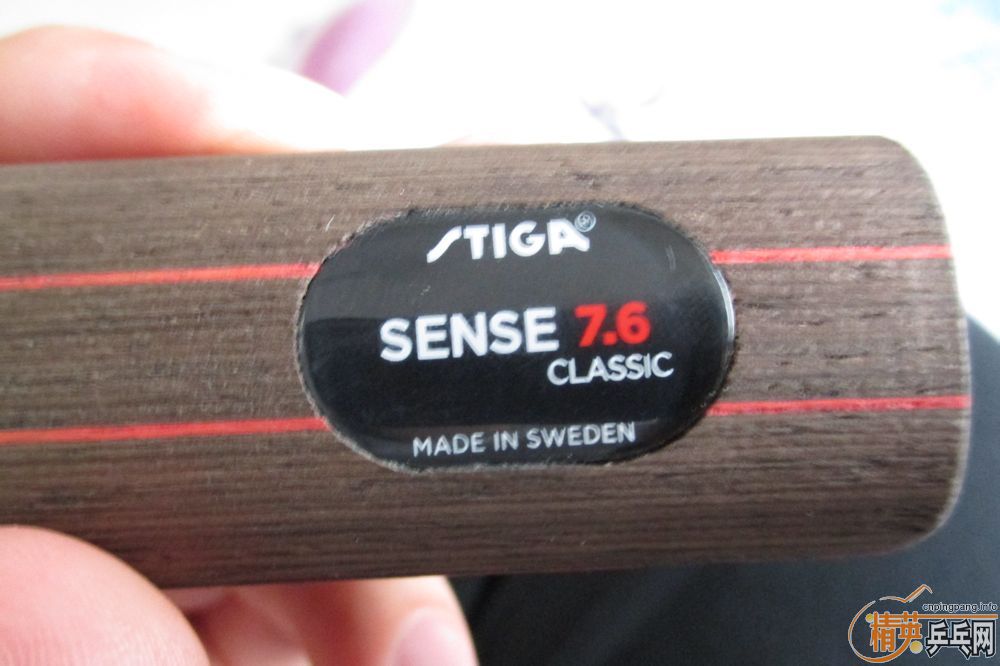 STIGA®
SENSE 7.6
CLASSIC
MADE IN SWEDEN
cnpingpang.info
精英乒乓网